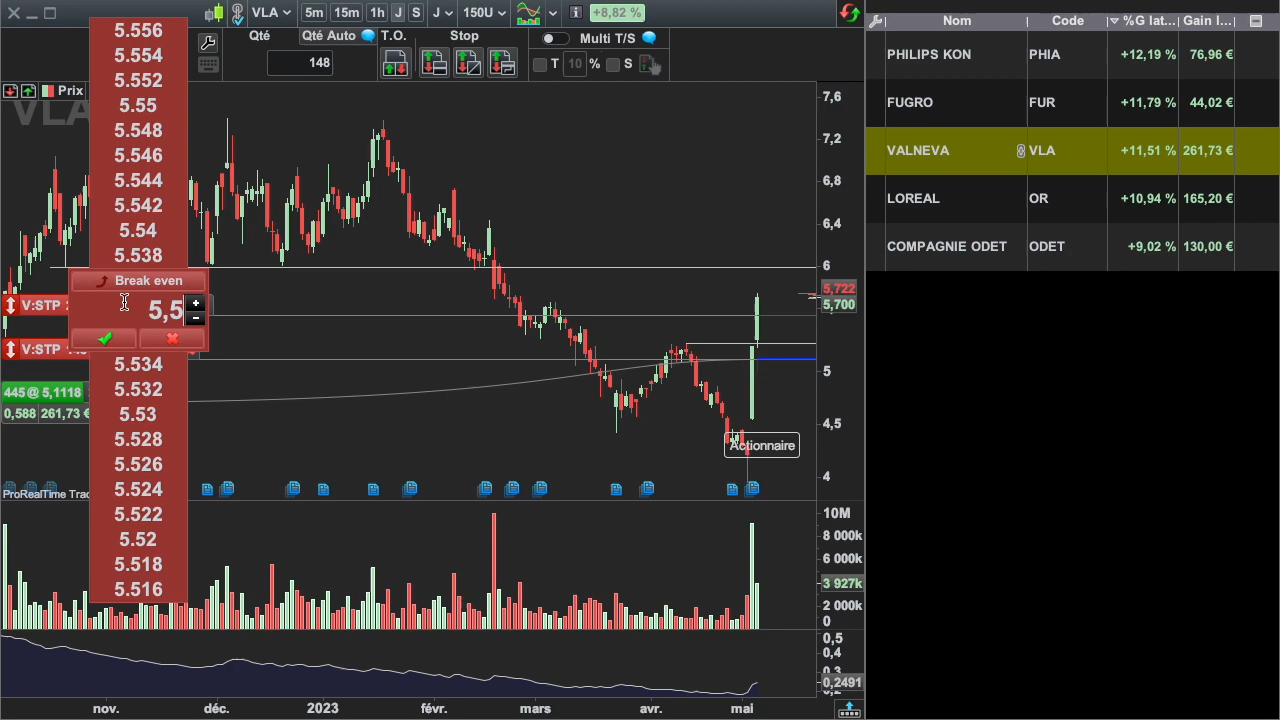 VLA
5m 15m 1h J S
J
150U
+8,82 %
Qté
Qté Auto
T.O.
Stop
Multi T/S
148
T 10 % S
Prix
VLA
5.556
5.554
5.552
5.55
5.548
5.546
5.544
5.542
5.54
5.538
Break even
V:STP
5,5
+
-
V:STP
5.534
5.532
5.53
5.528
5.526
5.524
5.522
5.52
5.518
5.516
445@ 5,1118
0,588 261,73 €
ProRealTime Trad
Actionnaire
7,6
7,2
6,8
6,4
6
5,722
5,700
5
4,5
4
10M
8 000k
6 000k
3 927k
2 000k
0
0,5
0,4
0,3
0,2491
nov. déc. 2023 févr. mars avr. mai
Nom Code %G lat... Gain l...
PHILIPS KON PHIA +12,19 % 76,96 €
FUGRO FUR +11,79 % 44,02 €
VALNEVA VLA +11,51 % 261,73 €
LOREAL OR +10,94 % 165,20 €
COMPAGNIE ODET ODET +9,02 % 130,00 €